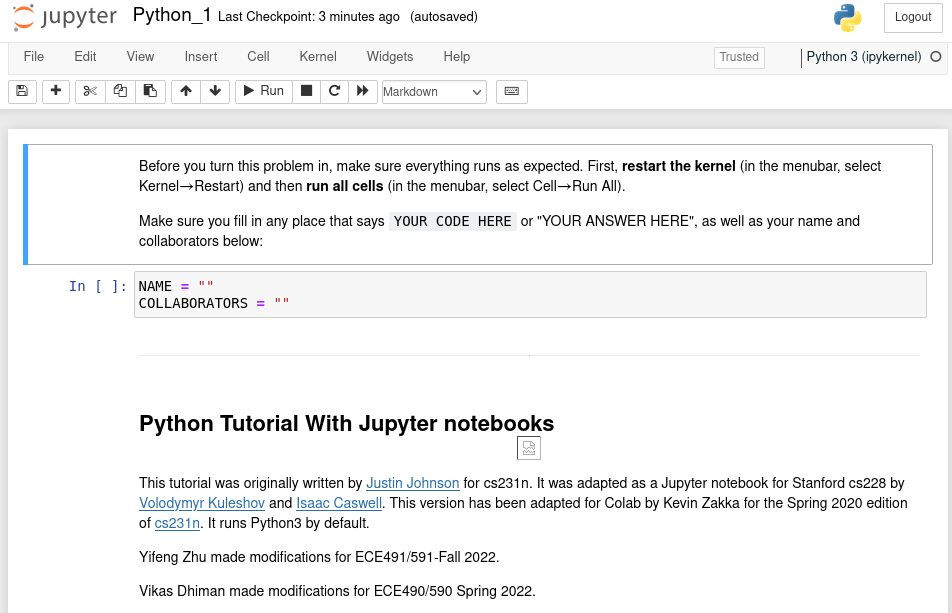 jupyter Python_1 Last Checkpoint: 3 minutes ago (autosaved) Logout
File Edit View Insert Cell Kernel Widgets Help Trusted Python 3 (ipykernel)
Run Markdown
Before you turn this problem in, make sure everything runs as expected. First, restart the kernel (in the menubar, select
Kernel→Restart) and then run all cells (in the menubar, select Cell→Run All).
Make sure you fill in any place that says YOUR CODE HERE or "YOUR ANSWER HERE", as well as your name and
collaborators below:
In [ ]: NAME = ""
COLLABORATORS = ""
Python Tutorial With Jupyter notebooks
This tutorial was originally written by Justin Johnson for cs231n. It was adapted as a Jupyter notebook for Stanford cs228 by
Volodymyr Kuleshov and Isaac Caswell. This version has been adapted for Colab by Kevin Zakka for the Spring 2020 edition
of cs231n. It runs Python3 by default.
Yifeng Zhu made modifications for ECE491/591-Fall 2022.
Vikas Dhiman made modifications for ECE490/590 Spring 2022.